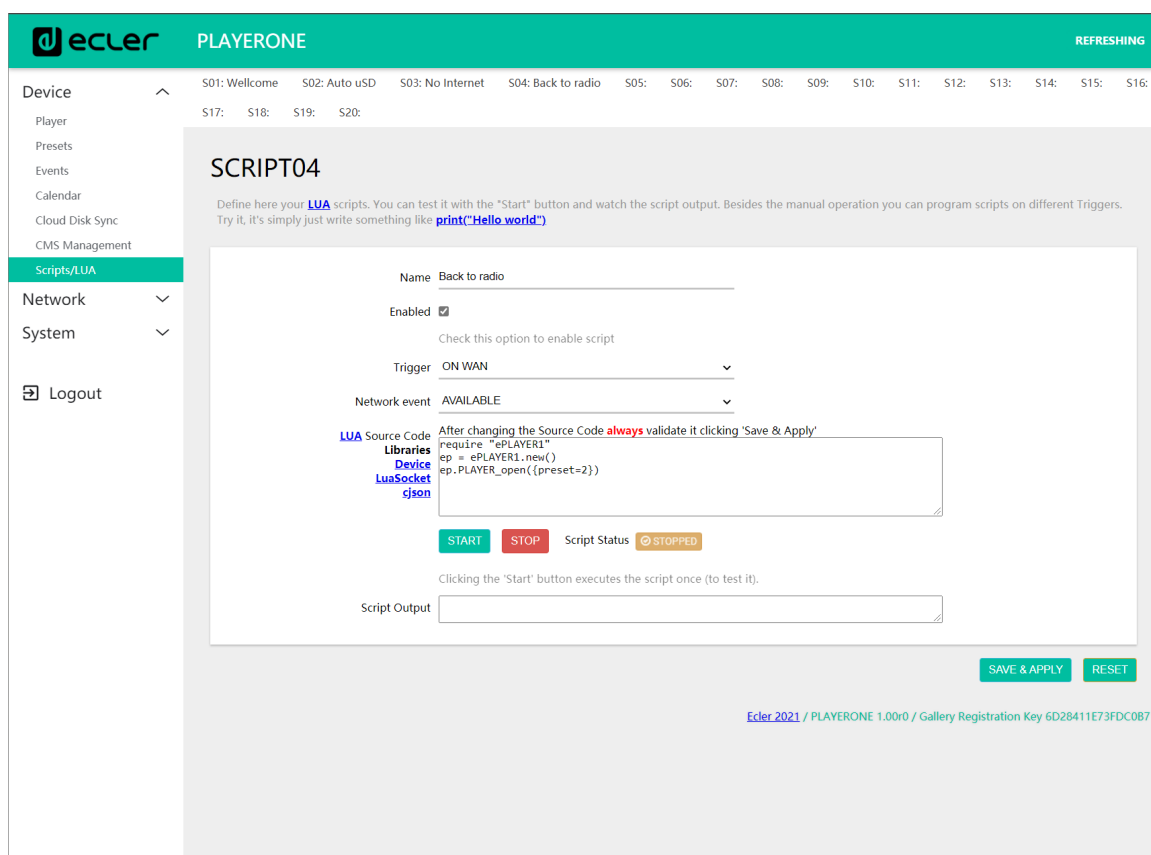 ecler PLAYERONE REFRESHING
Device
Player
Presets
Events
Calendar
Cloud Disk Sync
CMS Management
Scripts/LUA
Network
System
Logout
S01: Wellcome S02: Auto uSD S03: No Internet S04: Back to radio S05: S06: S07: S08: S09: S10: S11: S12: S13: S14: S15: S16:
S17: S18: S19: S20:
SCRIPT04
Define here your LUA scripts. You can test it with the "Start" button and watch the script output. Besides the manual operation you can program scripts on different Triggers.
Try it, it's simply just write something like print("Hello world")
Name Back to radio
Enabled
Check this option to enable script
Trigger ON WAN
Network event AVAILABLE
After changing the Source Code always validate it clicking 'Save & Apply'
LUA Source Code
Libraries
Device
LuaSocket
cjson
require "ePLAYER1"
ep = ePLAYER1.new()
ep.PLAYER_open({preset=2})
START STOP Script Status STOPPED
Clicking the 'Start' button executes the script once (to test it).
Script Output
SAVE & APPLY RESET
Ecler 2021 / PLAYERONE 1.00r0 / Gallery Registration Key 6D28411E73FDC0B7